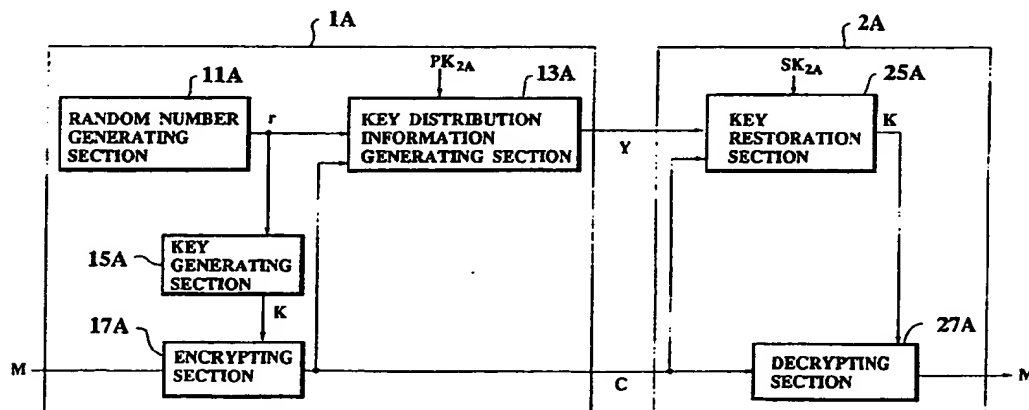 1A
2A
11A
PK2A
13A
SK2A
25A
RANDOM NUMBER
GENERATING
SECTION
r
KEY DISTRIBUTION
INFORMATION
GENERATING SECTION
Y
KEY
RESTORATION
SECTION
K
15A
KEY
GENERATING
SECTION
K
17A
27A
M
ENCRYPTING
SECTION
C
DECRYPTING
SECTION
M